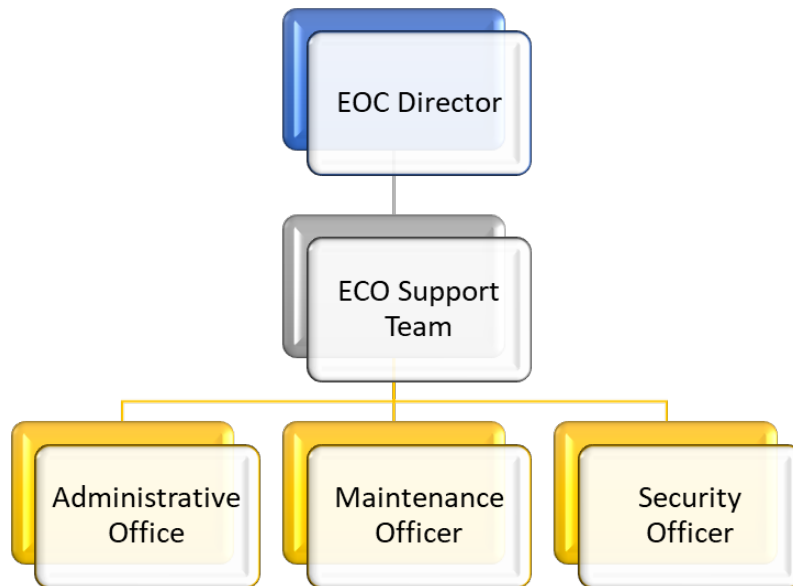 EOC Director
ECO Support
Team
Administrative
Office
Maintenance
Officer
Security
Officer